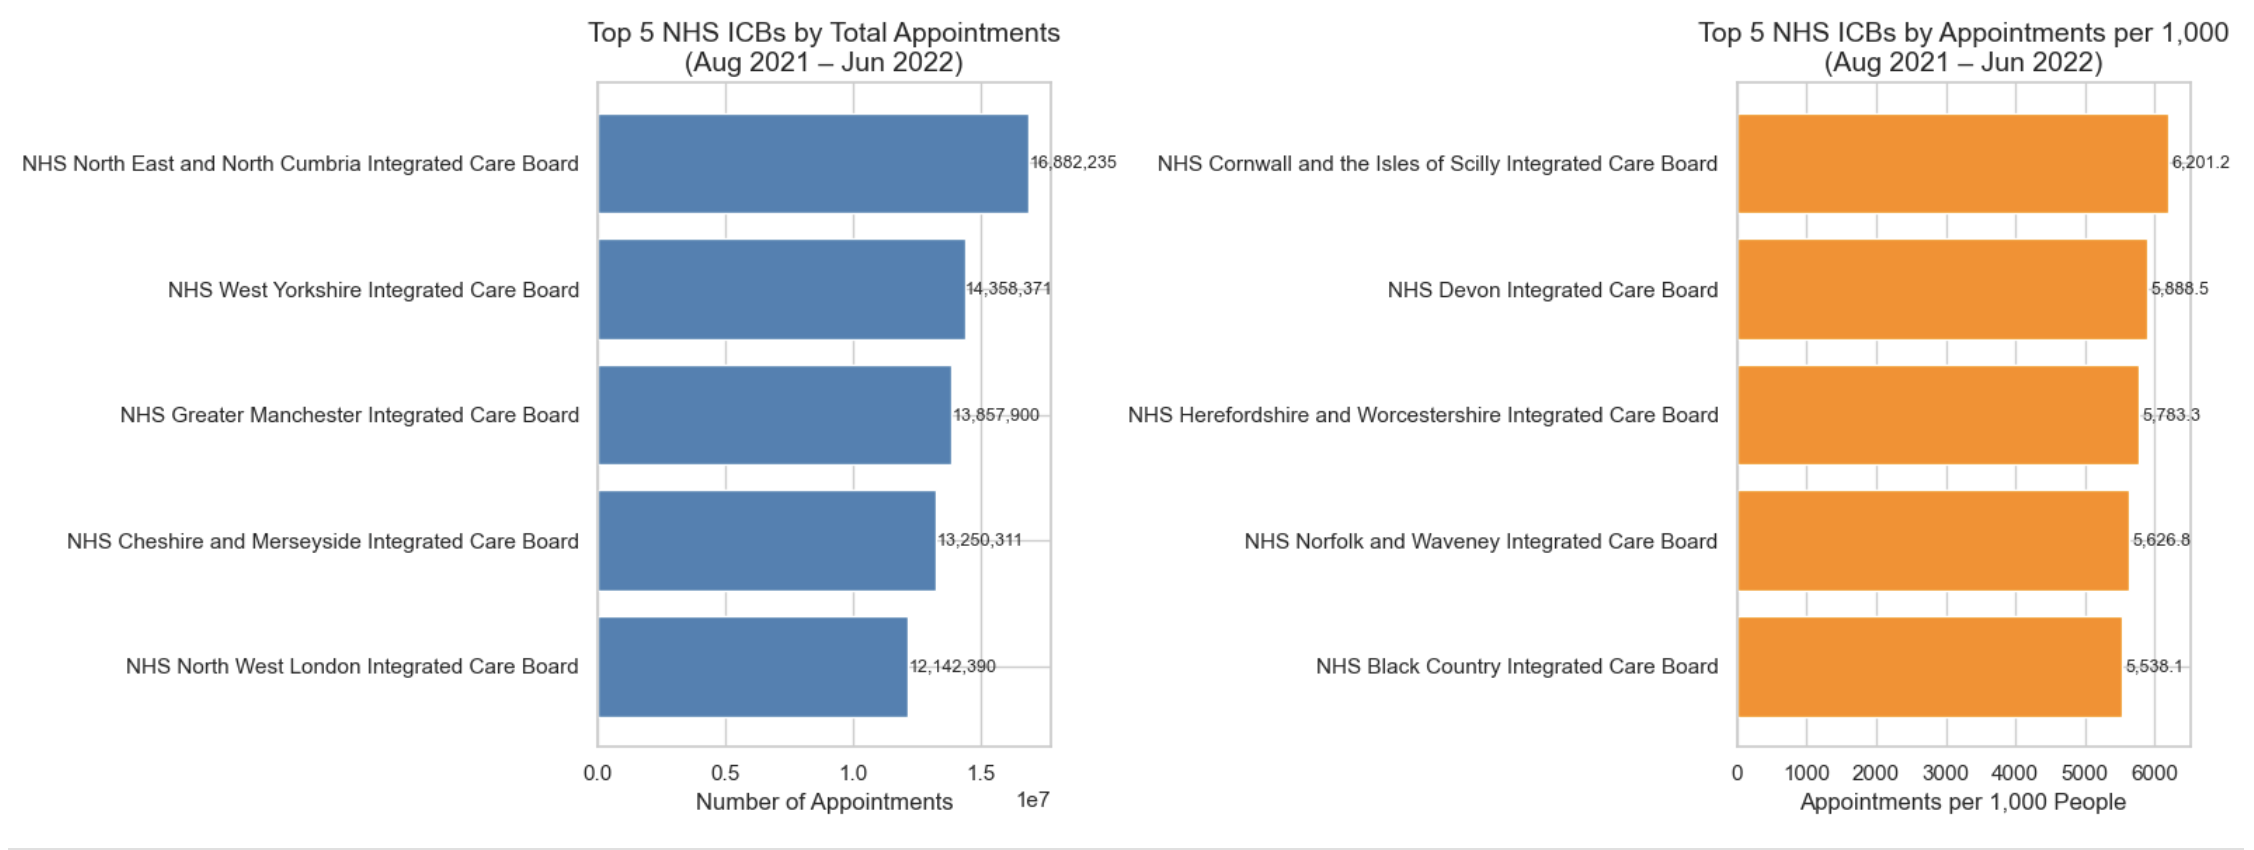 Top 5 NHS ICBs by Total Appointments
(Aug 2021 – Jun 2022)
NHS North East and North Cumbria Integrated Care Board
16,882,235
NHS West Yorkshire Integrated Care Board
14,358,371
NHS Greater Manchester Integrated Care Board
13,857,900
NHS Cheshire and Merseyside Integrated Care Board
13,250,311
NHS North West London Integrated Care Board
12,142,390
0.0 0.5 1.0 1.5
1e7
Number of Appointments
Top 5 NHS ICBs by Appointments per 1,000
(Aug 2021 – Jun 2022)
NHS Cornwall and the Isles of Scilly Integrated Care Board
6,201.2
NHS Devon Integrated Care Board
5,888.5
NHS Herefordshire and Worcestershire Integrated Care Board
5,783.3
NHS Norfolk and Waveney Integrated Care Board
5,626.8
NHS Black Country Integrated Care Board
5,538.1
0 1000 2000 3000 4000 5000 6000
Appointments per 1,000 People